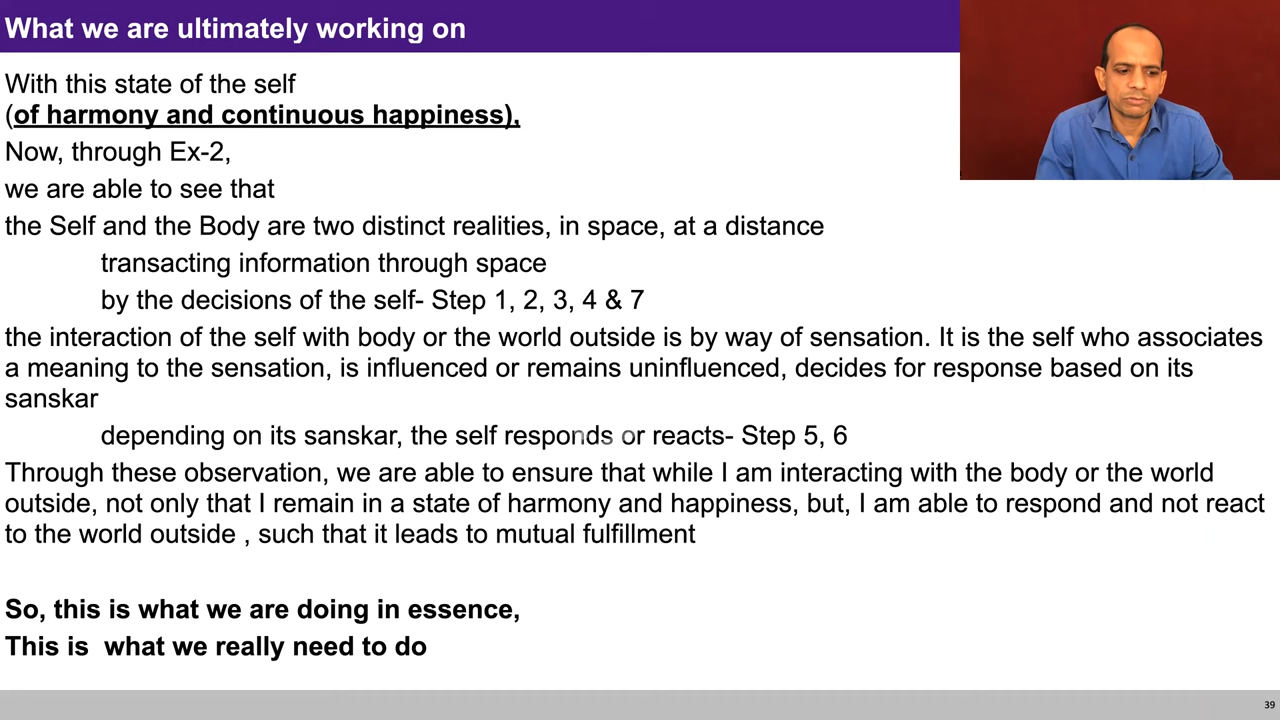 What we are ultimately working on
With this state of the self
(of harmony and continuous happiness),
Now, through Ex-2,
we are able to see that
the Self and the Body are two distinct realities, in space, at a distance
transacting information through space
by the decisions of the self- Step 1, 2, 3, 4 & 7
the interaction of the self with body or the world outside is by way of sensation. It is the self who associates
a meaning to the sensation, is influenced or remains uninfluenced, decides for response based on its
sanskar
depending on its sanskar, the self responds or reacts- Step 5, 6
Through these observation, we are able to ensure that while I am interacting with the body or the world
outside, not only that I remain in a state of harmony and happiness, but, I am able to respond and not react
to the world outside , such that it leads to mutual fulfillment
So, this is what we are doing in essence,
This is  what we really need to do
39